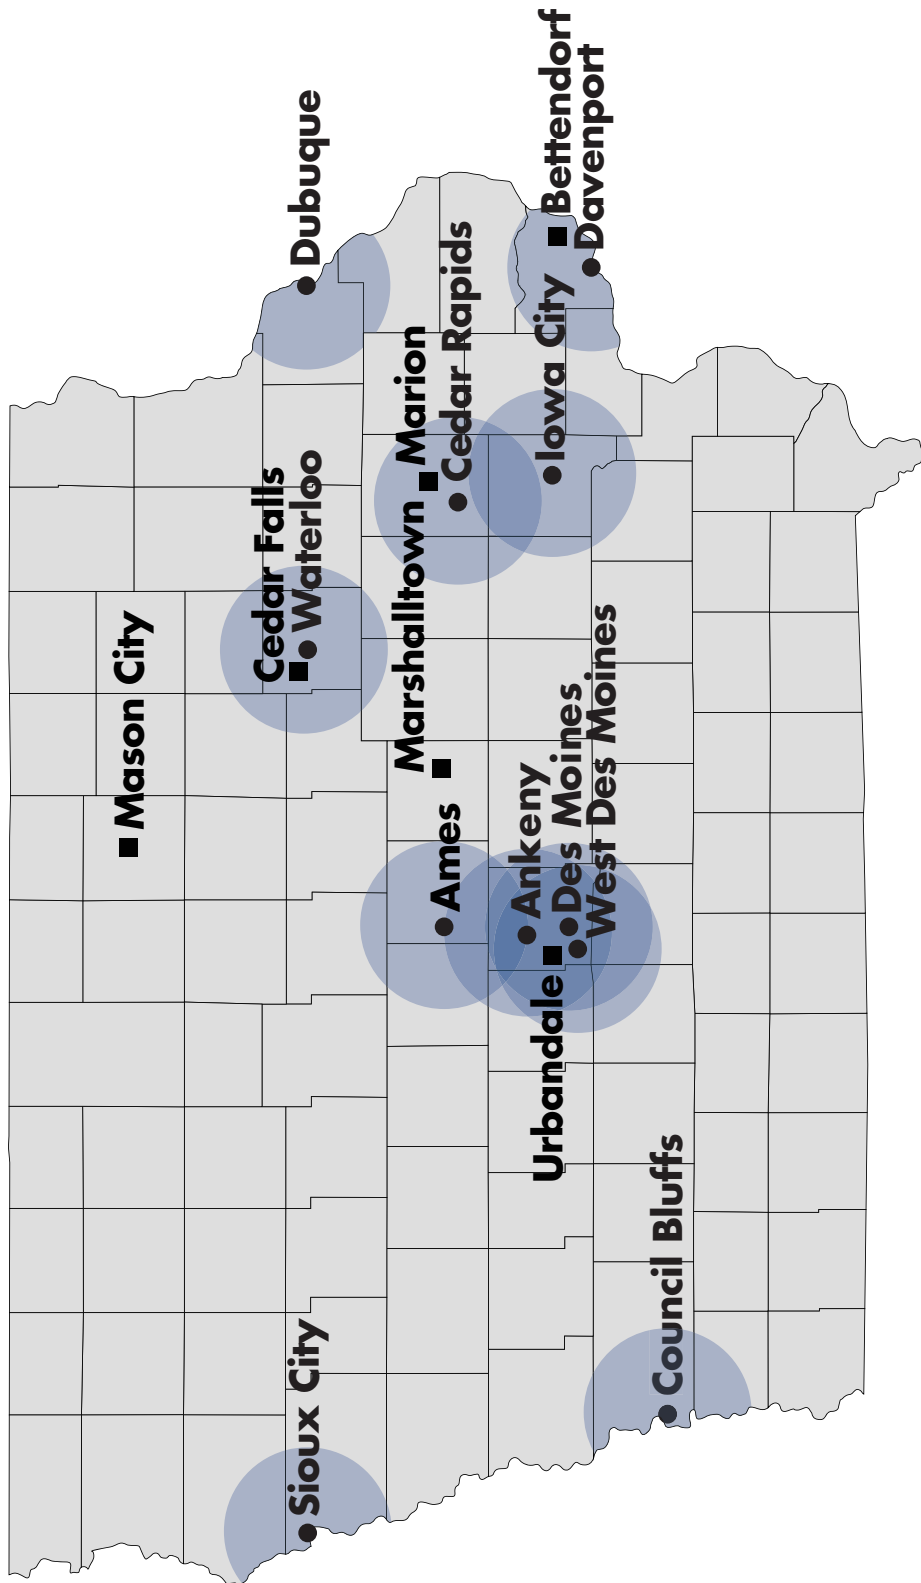 Mason City
Cedar Falls
Waterloo
Dubuque
Sioux City
Marshalltown
Marion
Ames
Cedar Rapids
Ankeny
Urbandale
Iowa City
Bettendorf
Des Moines
Davenport
West Des Moines
Council Bluffs